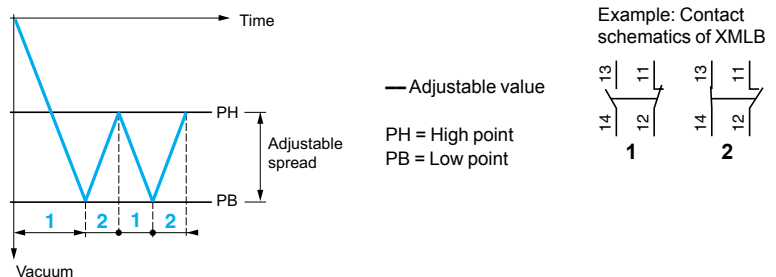 Time
PH
Adjustable
spread
PB
1 2 1 2
Vacuum
Adjustable value
PH = High point
PB = Low point
Example: Contact
schematics of XMLB
13 11 13 11
14 12 14 12
1 2